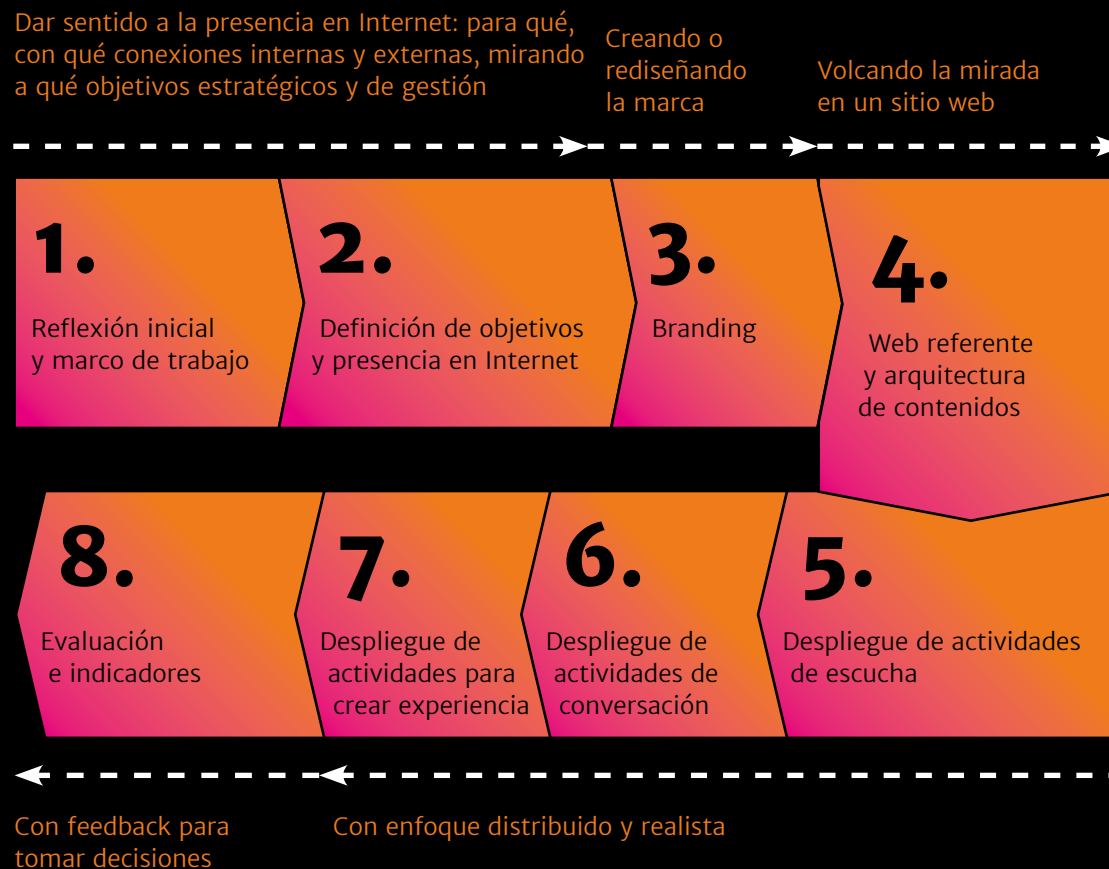 Dar sentido a la presencia en Internet: para qué,
con qué conexiones internas y externas, mirando
a qué objetivos estratégicos y de gestión
Creando o
rediseñando
la marca
Volcando la mirada
en un sitio web
1.
Reflexión inicial
y marco de trabajo
2.
Definición de objetivos
y presencia en Internet
3.
Branding
4.
Web referente
y arquitectura
de contenidos
5.
Despliegue de actividades
de escucha
6.
Despliegue de
actividades de
conversación
7.
Despliegue de
actividades para
crear experiencia
8.
Evaluación
e indicadores
Con enfoque distribuido y realista
Con feedback para
tomar decisiones